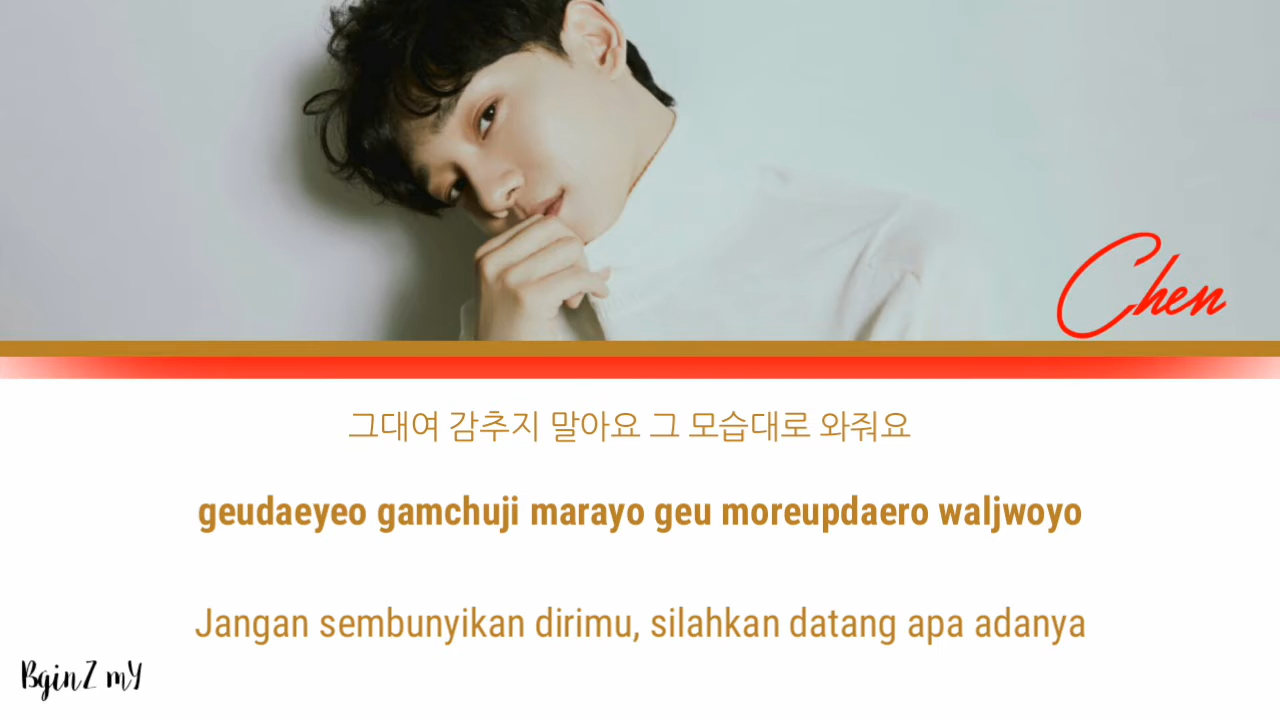 Chen
그대여 감추지 말아요 그 모습대로 와줘요
geudaeyeo gamchuji marayo geu moreupdaero waljwoyo
Jangan sembunyikan dirimu, silahkan datang apa adanya
BginZ mY